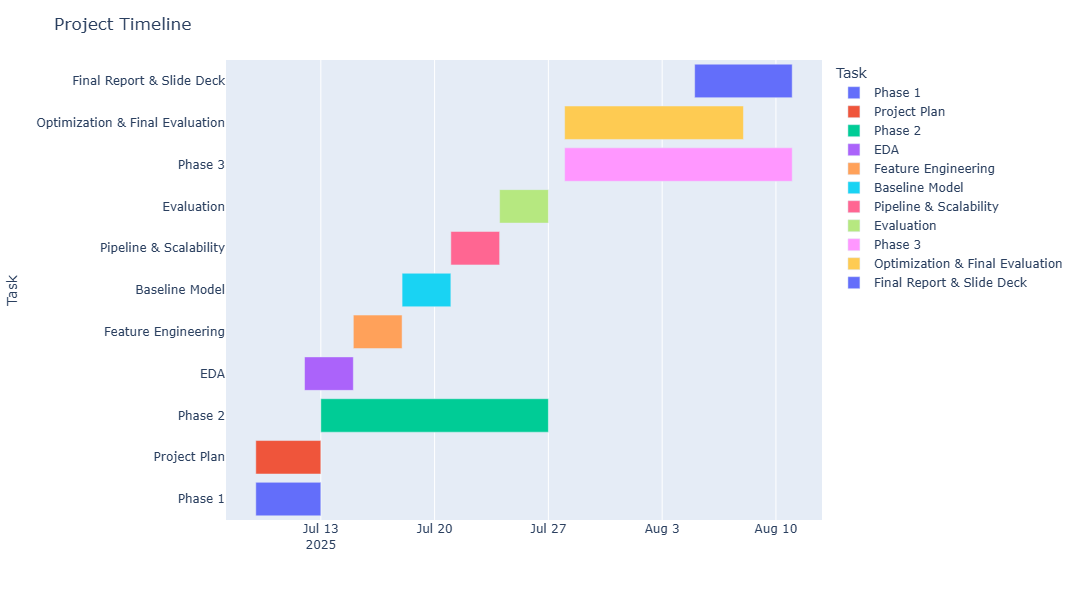 Project Timeline
Task
Final Report & Slide Deck
Optimization & Final Evaluation
Phase 3
Evaluation
Pipeline & Scalability
Baseline Model
Feature Engineering
EDA
Phase 2
Project Plan
Phase 1
Jul 13
2025
Jul 20
Jul 27
Aug 3
Aug 10
Task
Phase 1
Project Plan
Phase 2
EDA
Feature Engineering
Baseline Model
Pipeline & Scalability
Evaluation
Phase 3
Optimization & Final Evaluation
Final Report & Slide Deck